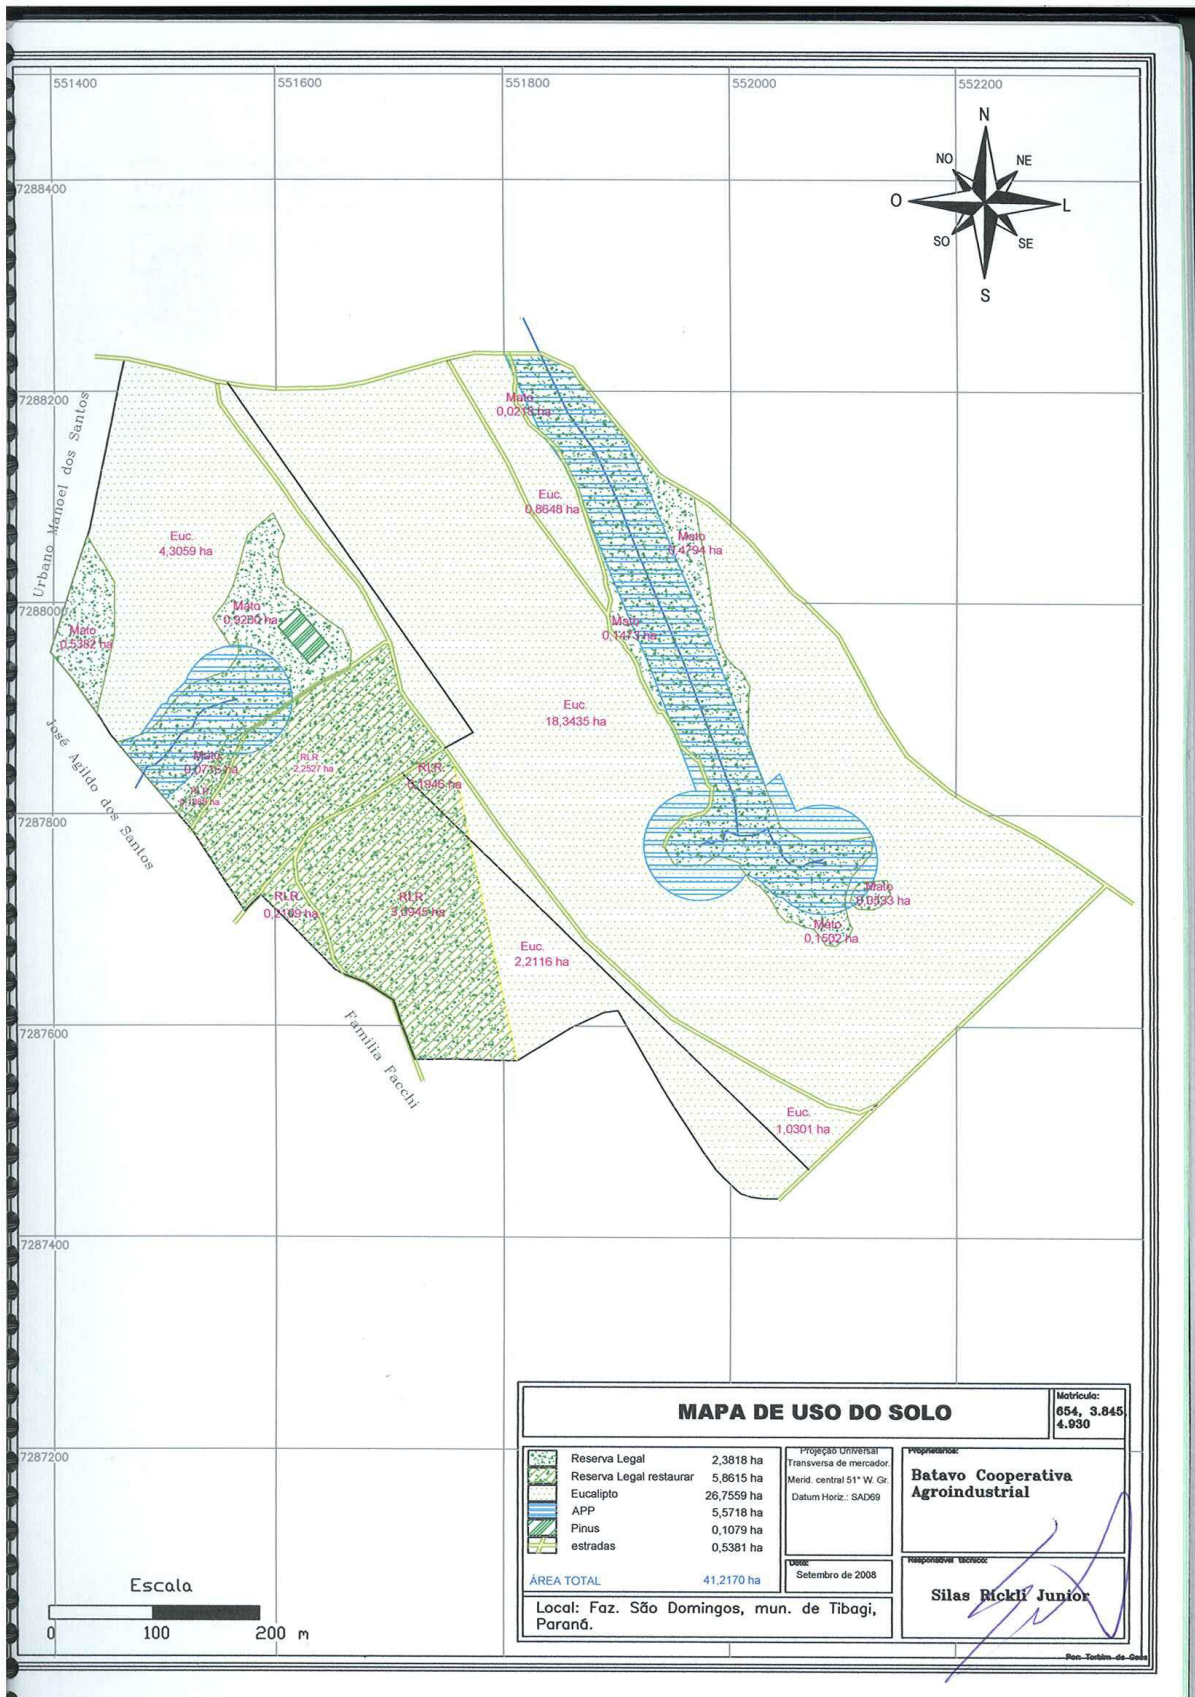 551400
551600
551800
552000
552200
N
NO
NE
O
L
SO
SE
S
7288400
7288200
7288000
7287800
7287600
7287400
7287200
Urbano Manoel dos Santos
José Agildo dos Santos
Familia Facchi
Mato
0,0218 ha
Euc.
0,8648 ha
Euc.
4,3059 ha
Mato
0,4794 ha
Mato
0,9280 ha
Mato
0,1473 ha
Mato
0,5382 ha
Euc.
18,3435 ha
Mato
RLR
2,2527 ha
RLR
0,1946 ha
RLR
RLR
RLR
3,0945 ha
Mato
0,0533 ha
Mato
0,1502 ha
Euc.
2,2116 ha
Euc.
1,0301 ha
MAPA DE USO DO SOLO
Matrícula:
654, 3.845,
4.930
Reserva Legal 2,3818 ha
Reserva Legal restaurar 5,8615 ha
Eucalipto 26,7559 ha
APP 5,5718 ha
Pinus 0,1079 ha
estradas 0,5381 ha
ÁREA TOTAL 41,2170 ha
Projeção Universal
Transversa de mercador.
Merid. central 51° W. Gr.
Datum Horiz.: SAD69
Data:
Setembro de 2008
Proprietários:
Batavo Cooperativa
Agroindustrial
Responsável técnico:
Silas Rickli Junior
Local: Faz. São Domingos, mun. de Tibagi,
Paraná.
Escala
0 100 200 m